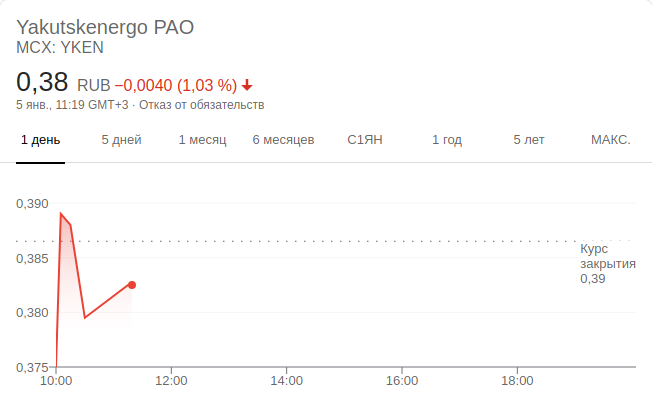 Yakutskenergo PAO
MCX: YKEN
0,38 RUB −0,0040 (1,03 %)
5 янв., 11:19 GMT+3 · Отказ от обязательств
1 день 5 дней 1 месяц 6 месяцев С1ЯН 1 год 5 лет МАКС.
0,390
Курс
закрытия
0,39
0,385
0,380
0,375
10:00 12:00 14:00 16:00 18:00